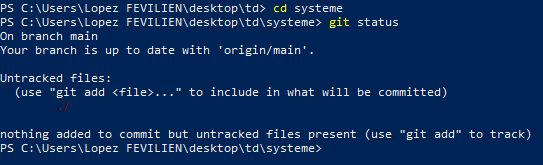 PS C:\Users\Lopez FEVILIEN\desktop\td> cd systeme
PS C:\Users\Lopez FEVILIEN\desktop\td\systeme> git status
On branch main
Your branch is up to date with 'origin/main'.
Untracked files:
(use "git add <file>..." to include in what will be committed)
./
nothing added to commit but untracked files present (use "git add" to track)
PS C:\Users\Lopez FEVILIEN\desktop\td\systeme>